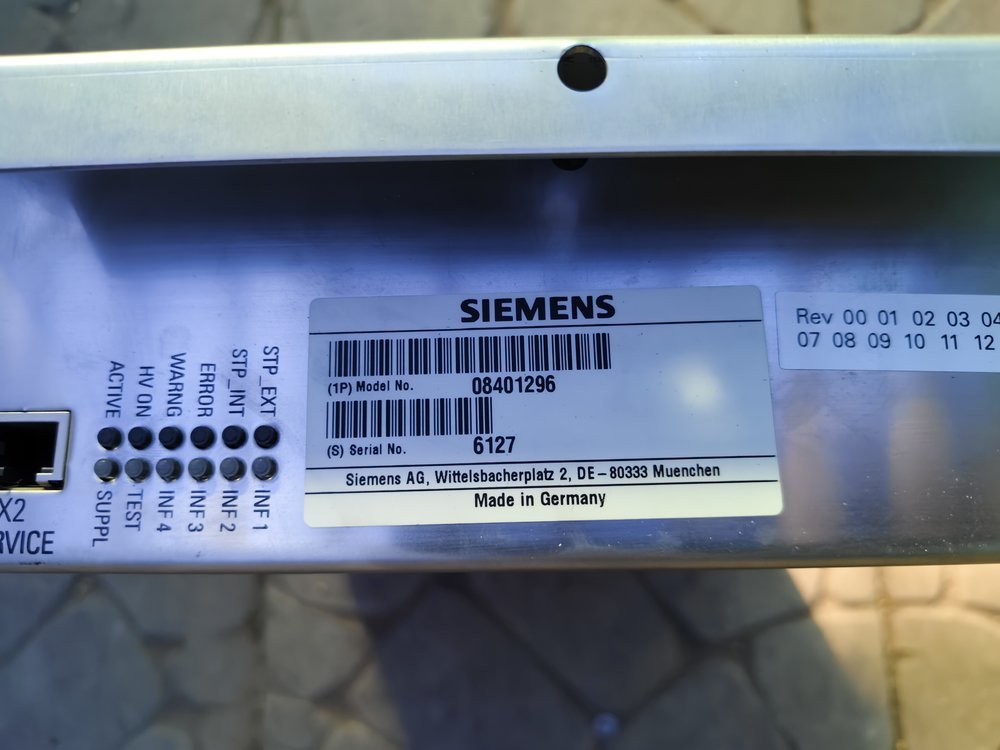 SIEMENS
(1P) Model No. 08401296
(S) Serial No. 6127
Siemens AG, Wittelsbacherplatz 2, DE-80333 Muenchen
Made in Germany
Rev 00 01 02 03 04
07 08 09 10 11 12
ACTIVE
HV ON
WARNG
ERROR
STP_INT
STP_EXT
SUPPL
TEST
INF 4
INF 3
INF 2
INF 1
X2
RVICE